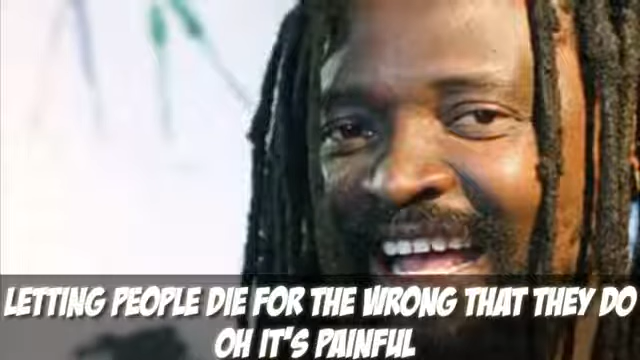 LETTING PEOPLE DIE FOR THE WRONG THAT THEY DO
OH IT'S PAINFUL